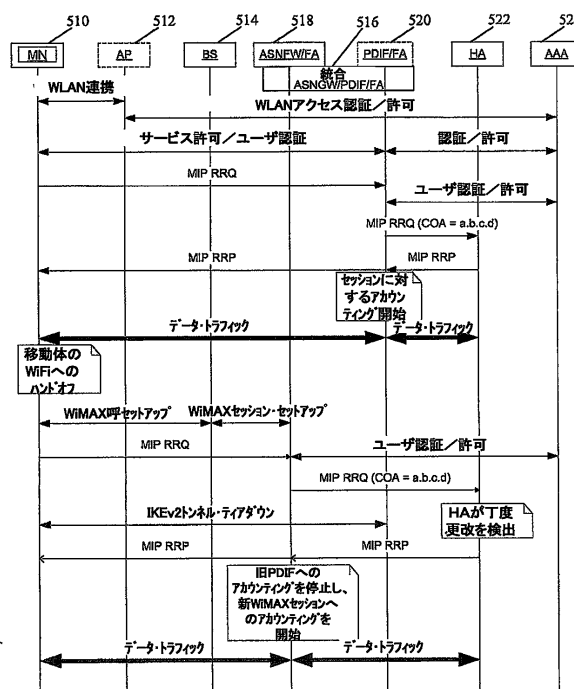 510
512
514
518
516
520
522
52
MN
AP
BS
ASNFW/FA
PDIF/FA
HA
AAA
統合
ASNGW/PDIF/FA
WLAN連携
WLANアクセス認証／許可
サービス許可／ユーザ認証
認証／許可
MIP RRQ
ユーザ認証／許可
MIP RRQ (COA = a.b.c.d)
MIP RRP
MIP RRP
セッションに対
するアカウン
ティング開始
データ・トラフィック
データ・トラフィック
移動体の
WiFiへの
ハンドオフ
WiMAX呼セットアップ
WiMAXセッション・セットアップ
MIP RRQ
ユーザ認証／許可
MIP RRQ (COA = a.b.c.d)
IKEv2トンネル・ティアダウン
HAが丁度
更改を検出
MIP RRP
MIP RRP
旧PDIFへの
アカウンティングを停止し、
新WiMAXセッションへ
のアカウンティングを
開始
データ・トラフィック
データ・トラフィック